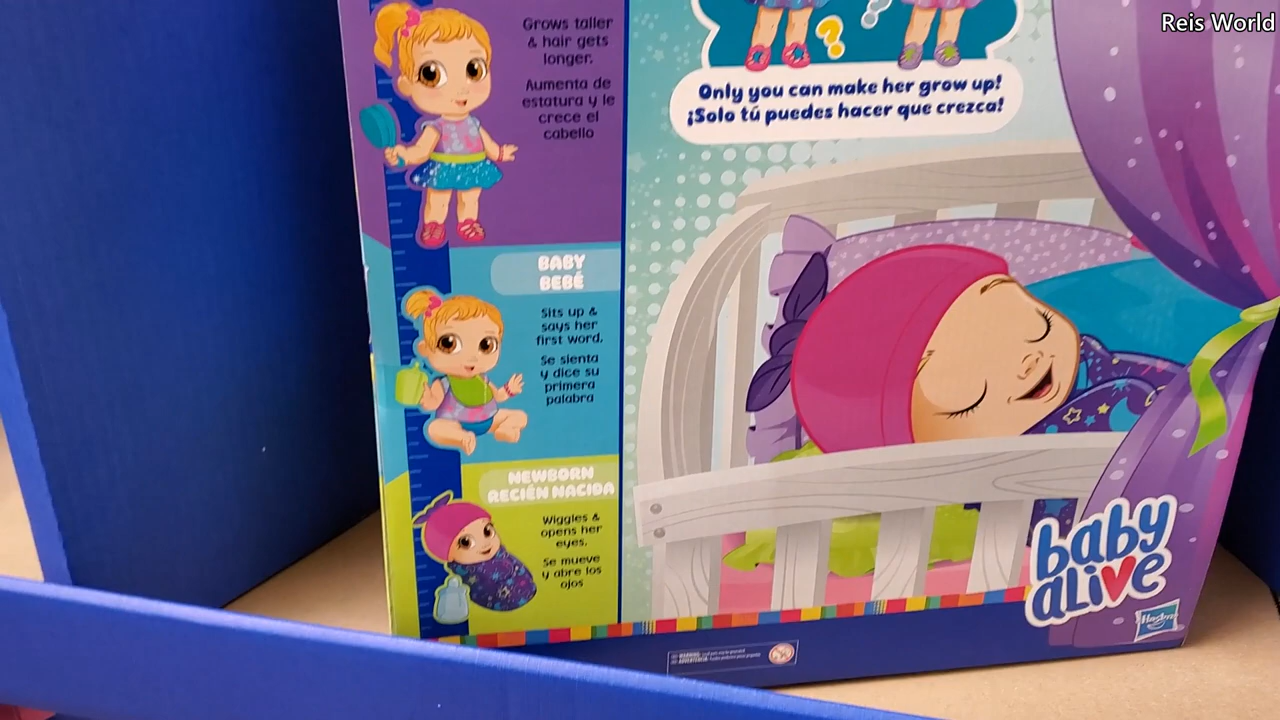 Reis World
Grows taller
& hair gets
longer.
Aumenta de
estatura y le
crece el
cabello
Only you can make her grow up!
¡Solo tú puedes hacer que crezca!
BABY
BEBÉ
Sits up &
says her
first word.
Se sienta
y dice su
primera
palabra
NEWBORN
RECIÉN NACIDA
Wiggles &
opens her
eyes.
Se mueve
y abre los
ojos
baby
alive
Hasbro
WARNING:
ADVERTENCIA: